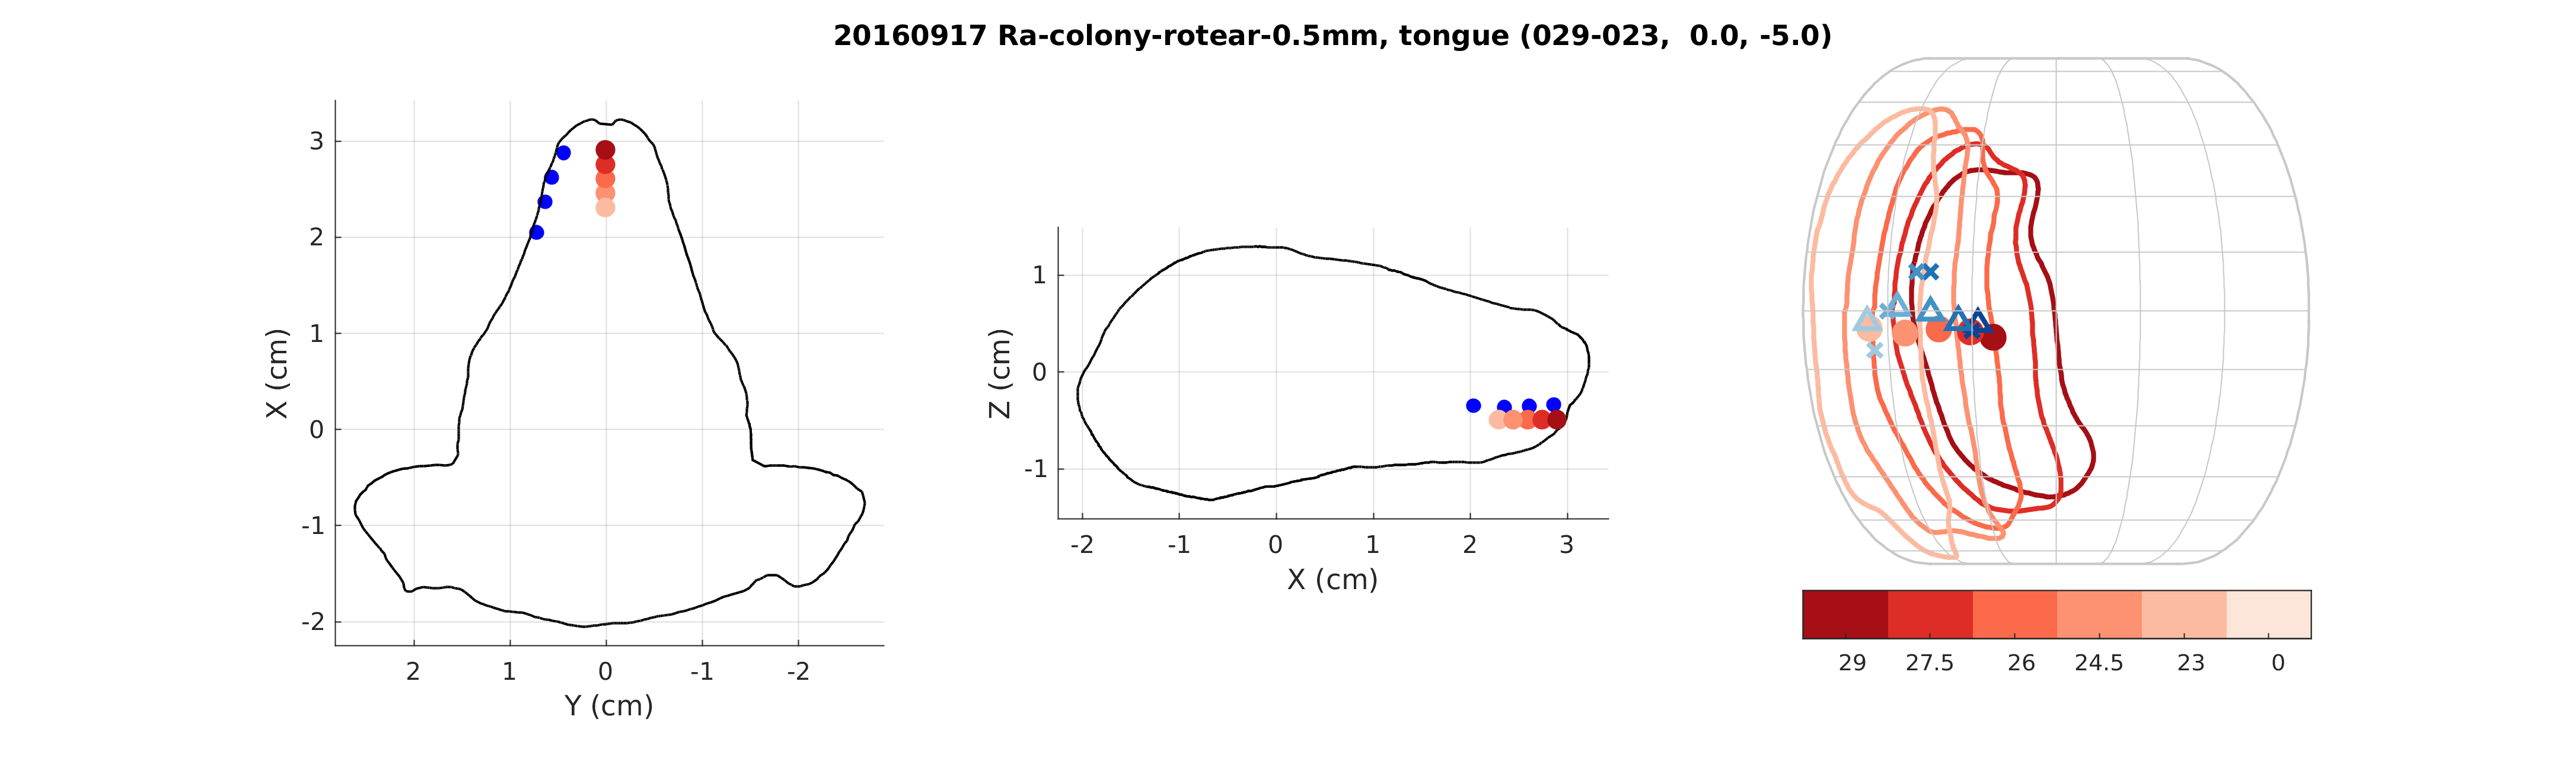 20160917 Ra-colony-rotear-0.5mm, tongue (029-023,  0.0, -5.0)
3
2
1
0
-1
-2
X (cm)
2 1 0 -1 -2
Y (cm)
1
0
-1
Z (cm)
-2 -1 0 1 2 3
X (cm)
29 27.5 26 24.5 23 0